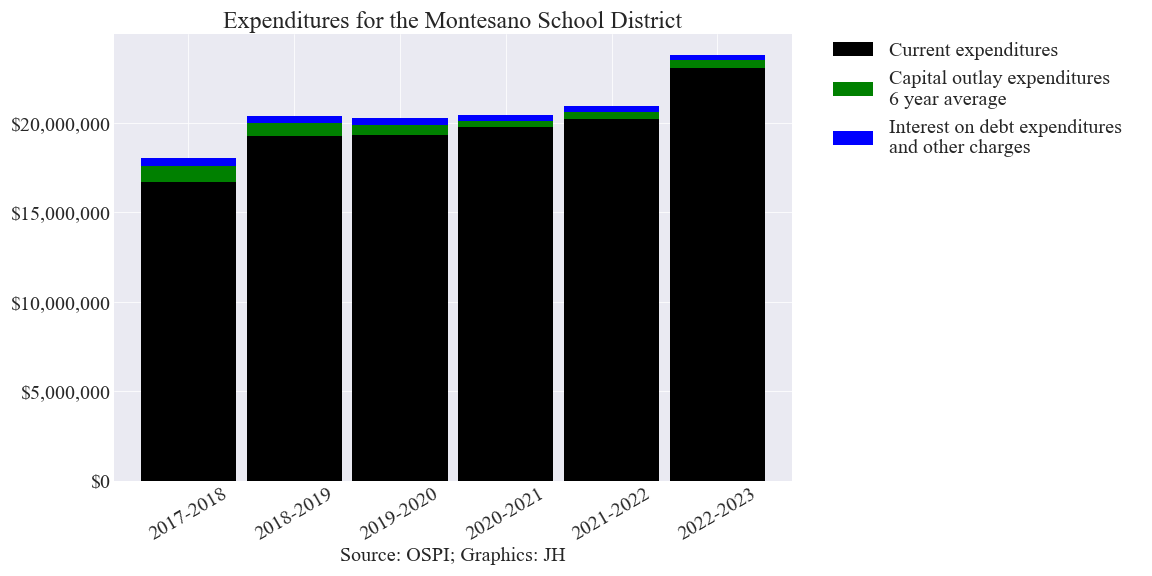 Expenditures for the Montesano School District
Current expenditures
Capital outlay expenditures
6 year average
Interest on debt expenditures
and other charges
$20,000,000
$15,000,000
$10,000,000
$5,000,000
$0
2017-2018
2018-2019
2019-2020
2020-2021
2021-2022
2022-2023
Source: OSPI; Graphics: JH